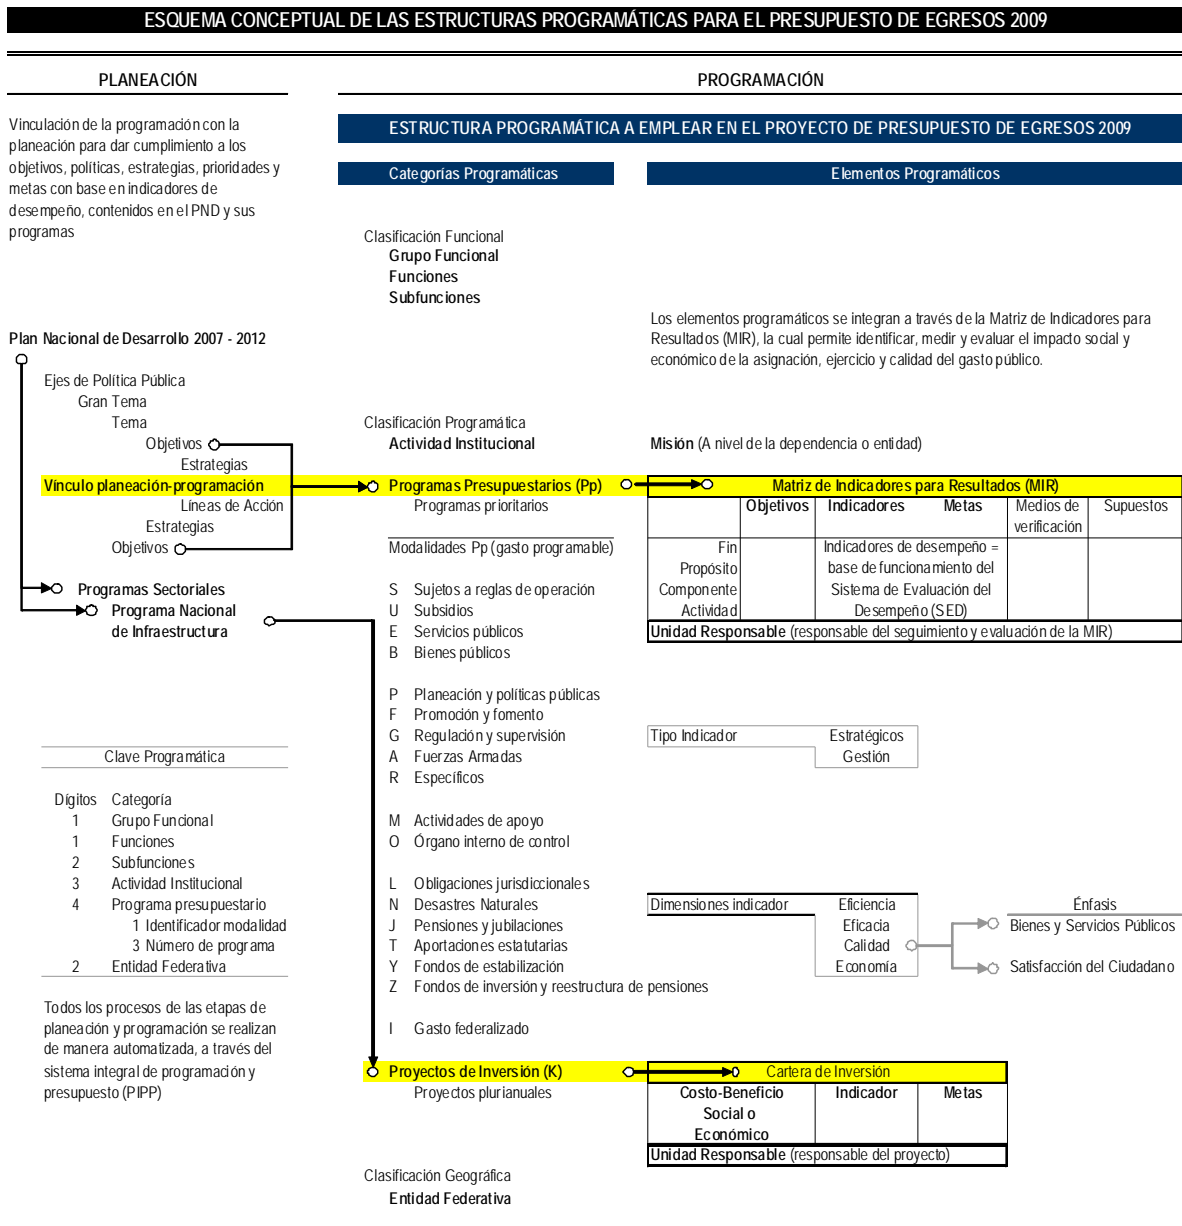 ESQUEMA CONCEPTUAL DE LAS ESTRUCTURAS PROGRAMÁTICAS PARA EL PRESUPUESTO DE EGRESOS 2009
PLANEACIÓN
Vinculación de la programación con la
planeación para dar cumplimiento a los
objetivos, políticas, estrategias, prioridades y
metas con base en indicadores de
desempeño, contenidos en el PND y sus
programas
Plan Nacional de Desarrollo 2007 - 2012
Ejes de Política Pública
Gran Tema
Tema
Objetivos
Estrategias
Vínculo planeación-programación
Líneas de Acción
Estrategias
Objetivos
Programas Sectoriales
Programa Nacional
de Infraestructura
Clave Programática
Dígitos Categoría
1 Grupo Funcional
1 Funciones
2 Subfunciones
3 Actividad Institucional
4 Programa presupuestario
1 Identificador modalidad
3 Número de programa
2 Entidad Federativa
Todos los procesos de las etapas de
planeación y programación se realizan
de manera automatizada, a través del
sistema integral de programación y
presupuesto (PIPP)
PROGRAMACIÓN
ESTRUCTURA PROGRAMÁTICA A EMPLEAR EN EL PROYECTO DE PRESUPUESTO DE EGRESOS 2009
Categorías Programáticas
Clasificación Funcional
Grupo Funcional
Funciones
Subfunciones
Clasificación Programática
Actividad Institucional
Programas Presupuestarios (Pp)
Programas prioritarios
Modalidades Pp (gasto programable)
S Sujetos a reglas de operación
U Subsidios
E Servicios públicos
B Bienes públicos
P Planeación y políticas públicas
F Promoción y fomento
G Regulación y supervisión
A Fuerzas Armadas
R Específicos
M Actividades de apoyo
O Órgano interno de control
L Obligaciones jurisdiccionales
N Desastres Naturales
J Pensiones y jubilaciones
T Aportaciones estatutarias
Y Fondos de estabilización
Z Fondos de inversión y reestructura de pensiones
I Gasto federalizado
Proyectos de Inversión (K)
Proyectos plurianuales
Clasificación Geográfica
Entidad Federativa
Elementos Programáticos
Los elementos programáticos se integran a través de la Matriz de Indicadores para
Resultados (MIR), la cual permite identificar, medir y evaluar el impacto social y
económico de la asignación, ejercicio y calidad del gasto público.
Misión (A nivel de la dependencia o entidad)
Matriz de Indicadores para Resultados (MIR)
Objetivos Indicadores Metas Medios de Supuestos
verificación
Fin Indicadores de desempeño =
Propósito base de funcionamiento del
Componente Sistema de Evaluación del
Actividad Desempeño (SED)
Unidad Responsable (responsable del seguimiento y evaluación de la MIR)
Tipo Indicador Estratégicos
Gestión
Dimensiones indicador Eficiencia Énfasis
Eficacia Bienes y Servicios Públicos
Calidad
Economía Satisfacción del Ciudadano
Cartera de Inversión
Costo-Beneficio Indicador Metas
Social o
Económico
Unidad Responsable (responsable del proyecto)